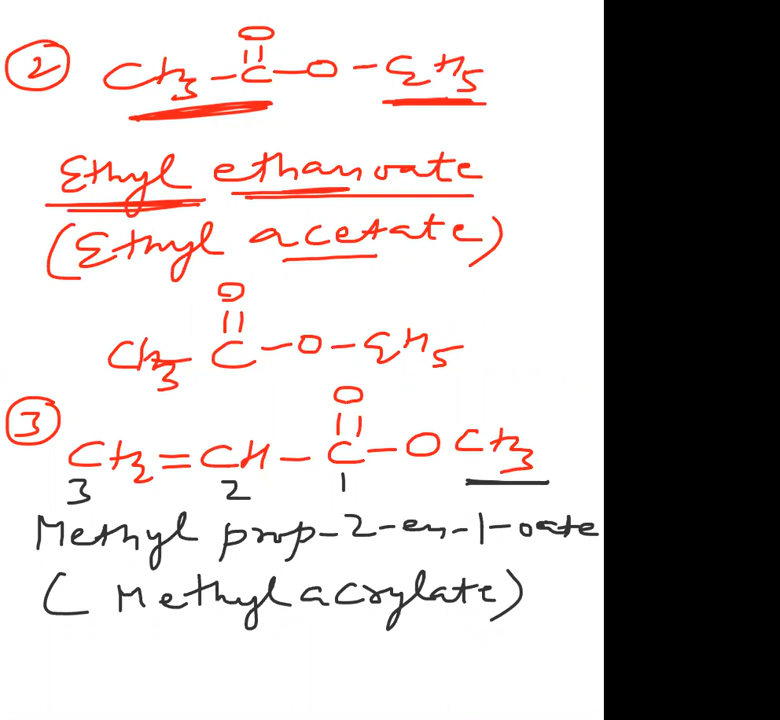 ② CH3-C-O-C2H5
O
Ethyl ethanoate
(Ethyl acetate)
O
CH3 C-O-C2H5
③ O
CH2=CH-C-OCH3
3 2 1
Methyl prop-2-en-1-oate
(Methyl acrylate)